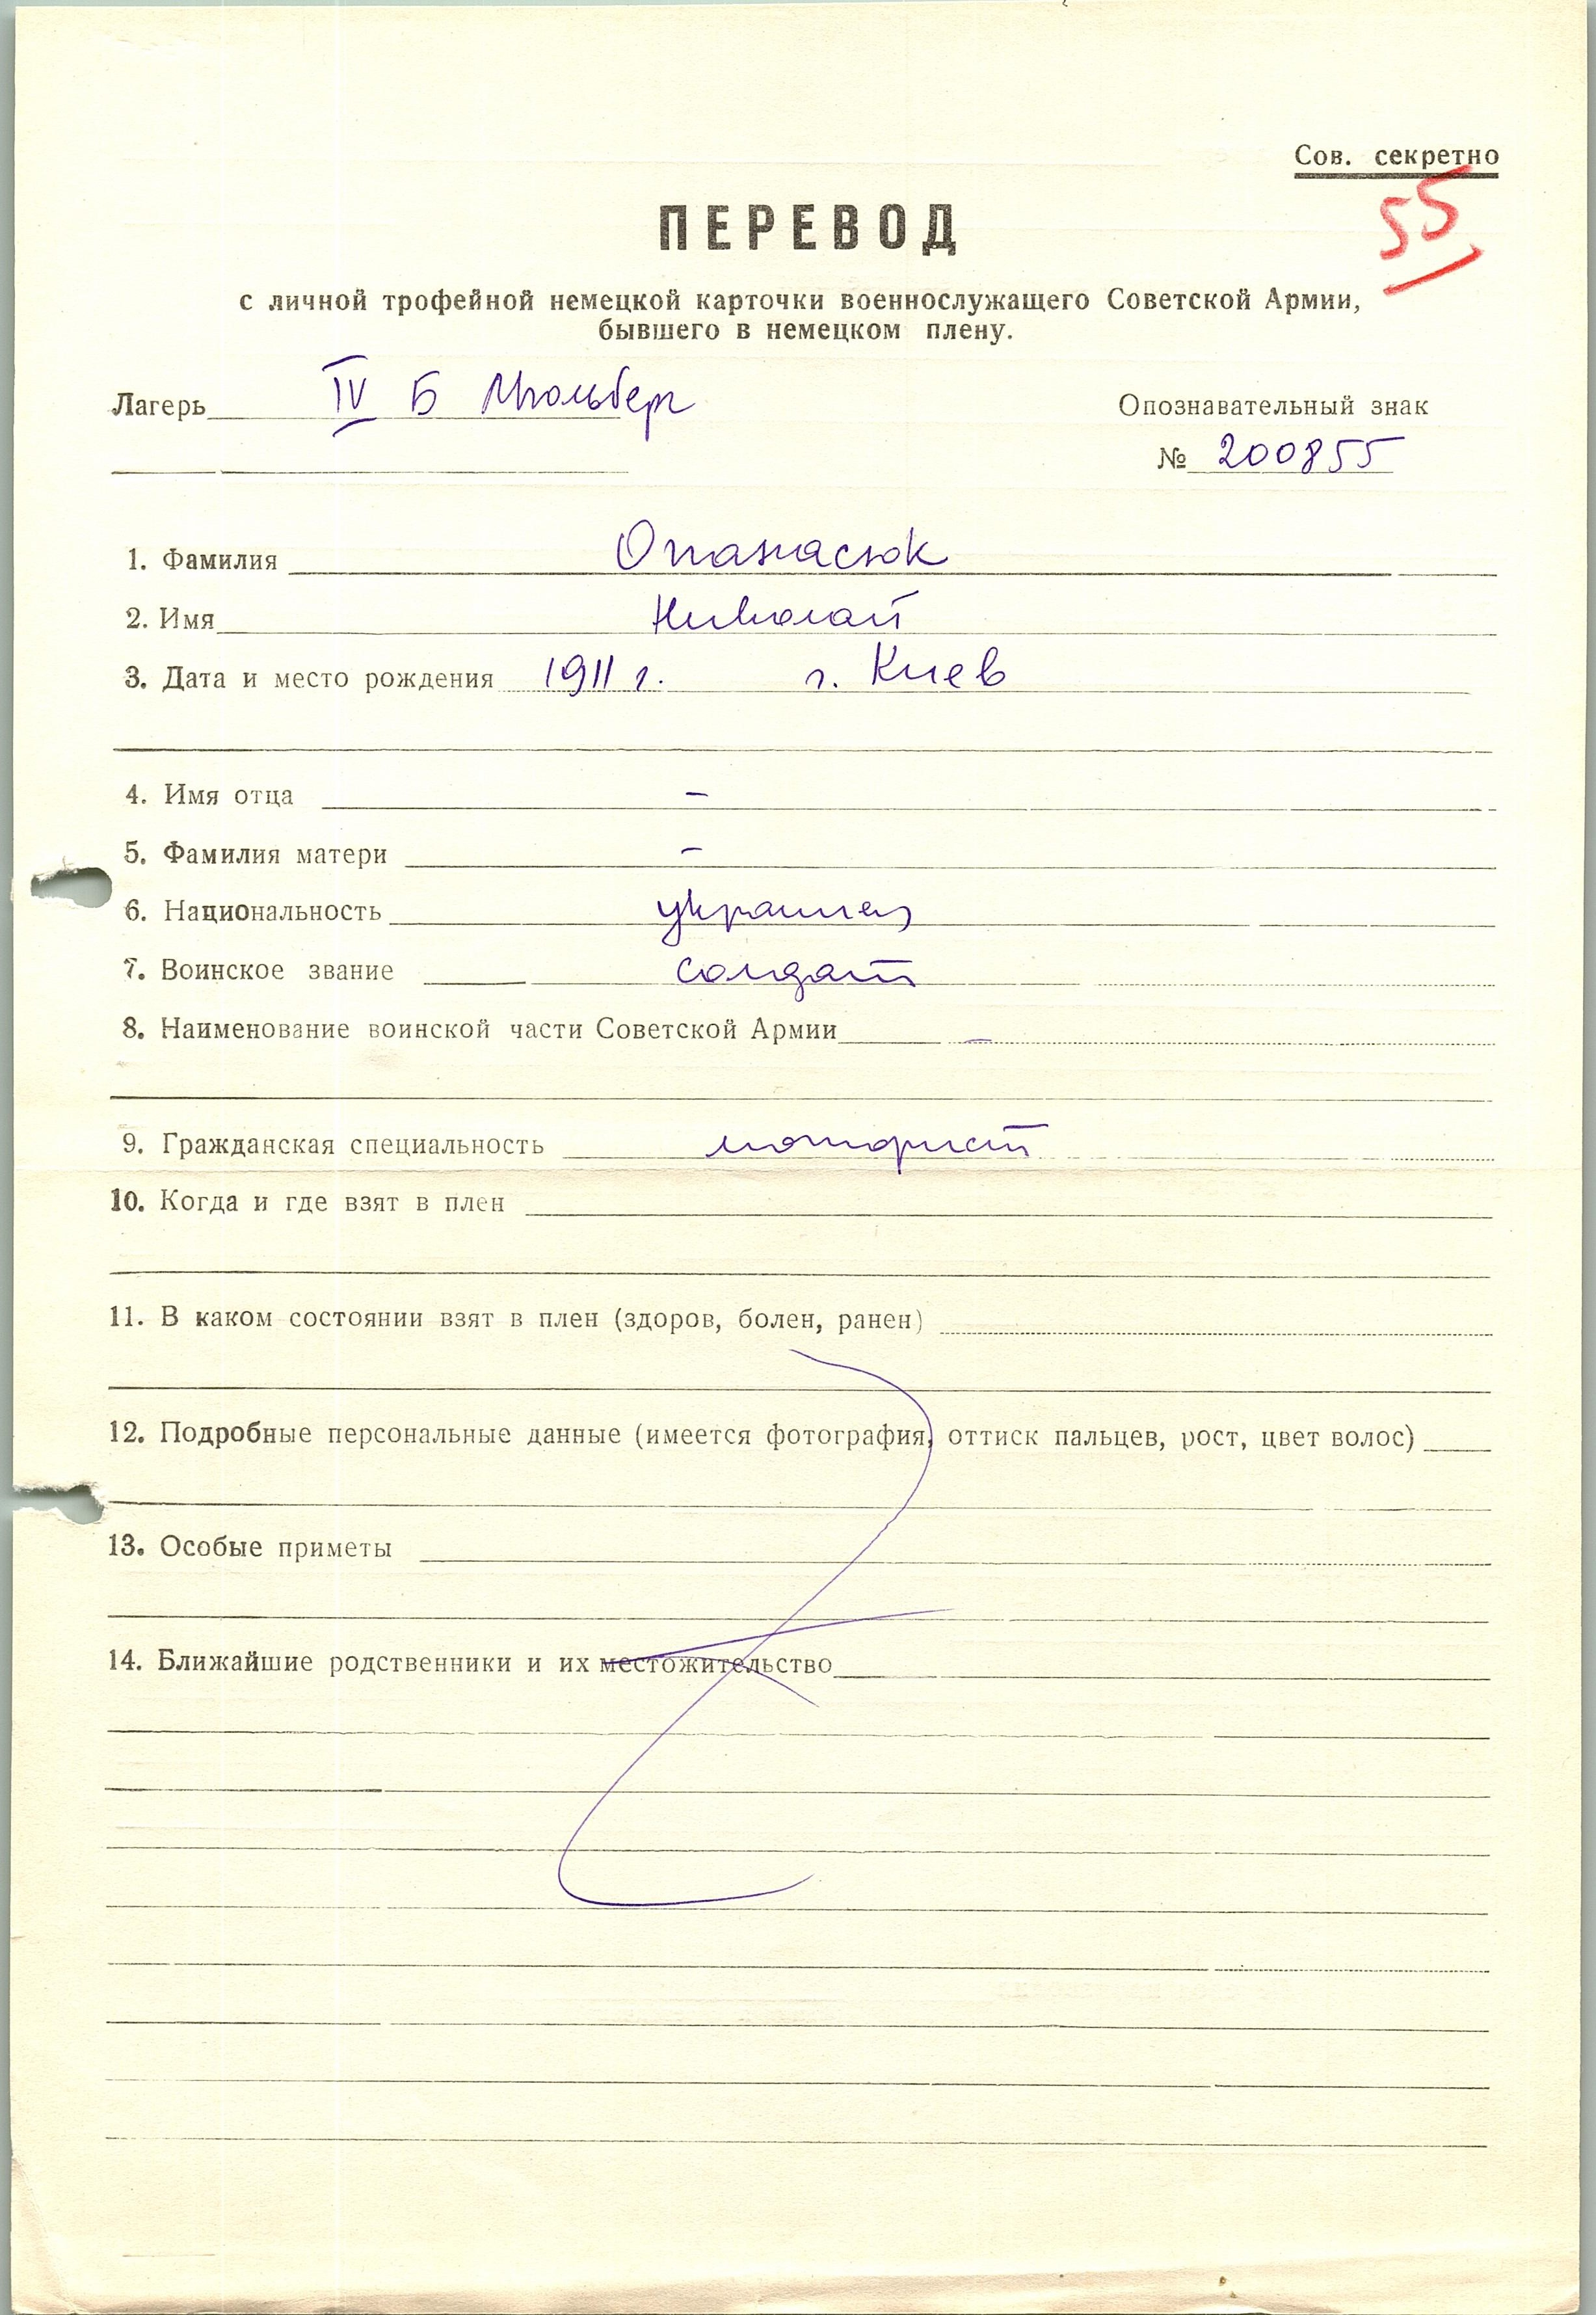 Сов. секретно
55
ПЕРЕВОД
с личной трофейной немецкой карточки военнослужащего Советской Армии,
бывшего в немецком плену.
Лагерь IV Б Мюльберг
Опознавательный знак
№ 200855
1. Фамилия Опанасюк
2. Имя Николай
3. Дата и место рождения 1911 г. г. Киев
4. Имя отца –
5. Фамилия матери –
6. Национальность украинец
7. Воинское звание солдат
8. Наименование воинской части Советской Армии –
9. Гражданская специальность моторист
10. Когда и где взят в плен
11. В каком состоянии взят в плен (здоров, болен, ранен)
12. Подробные персональные данные (имеется фотография, оттиск пальцев, рост, цвет волос)
13. Особые приметы
14. Ближайшие родственники и их местожительство